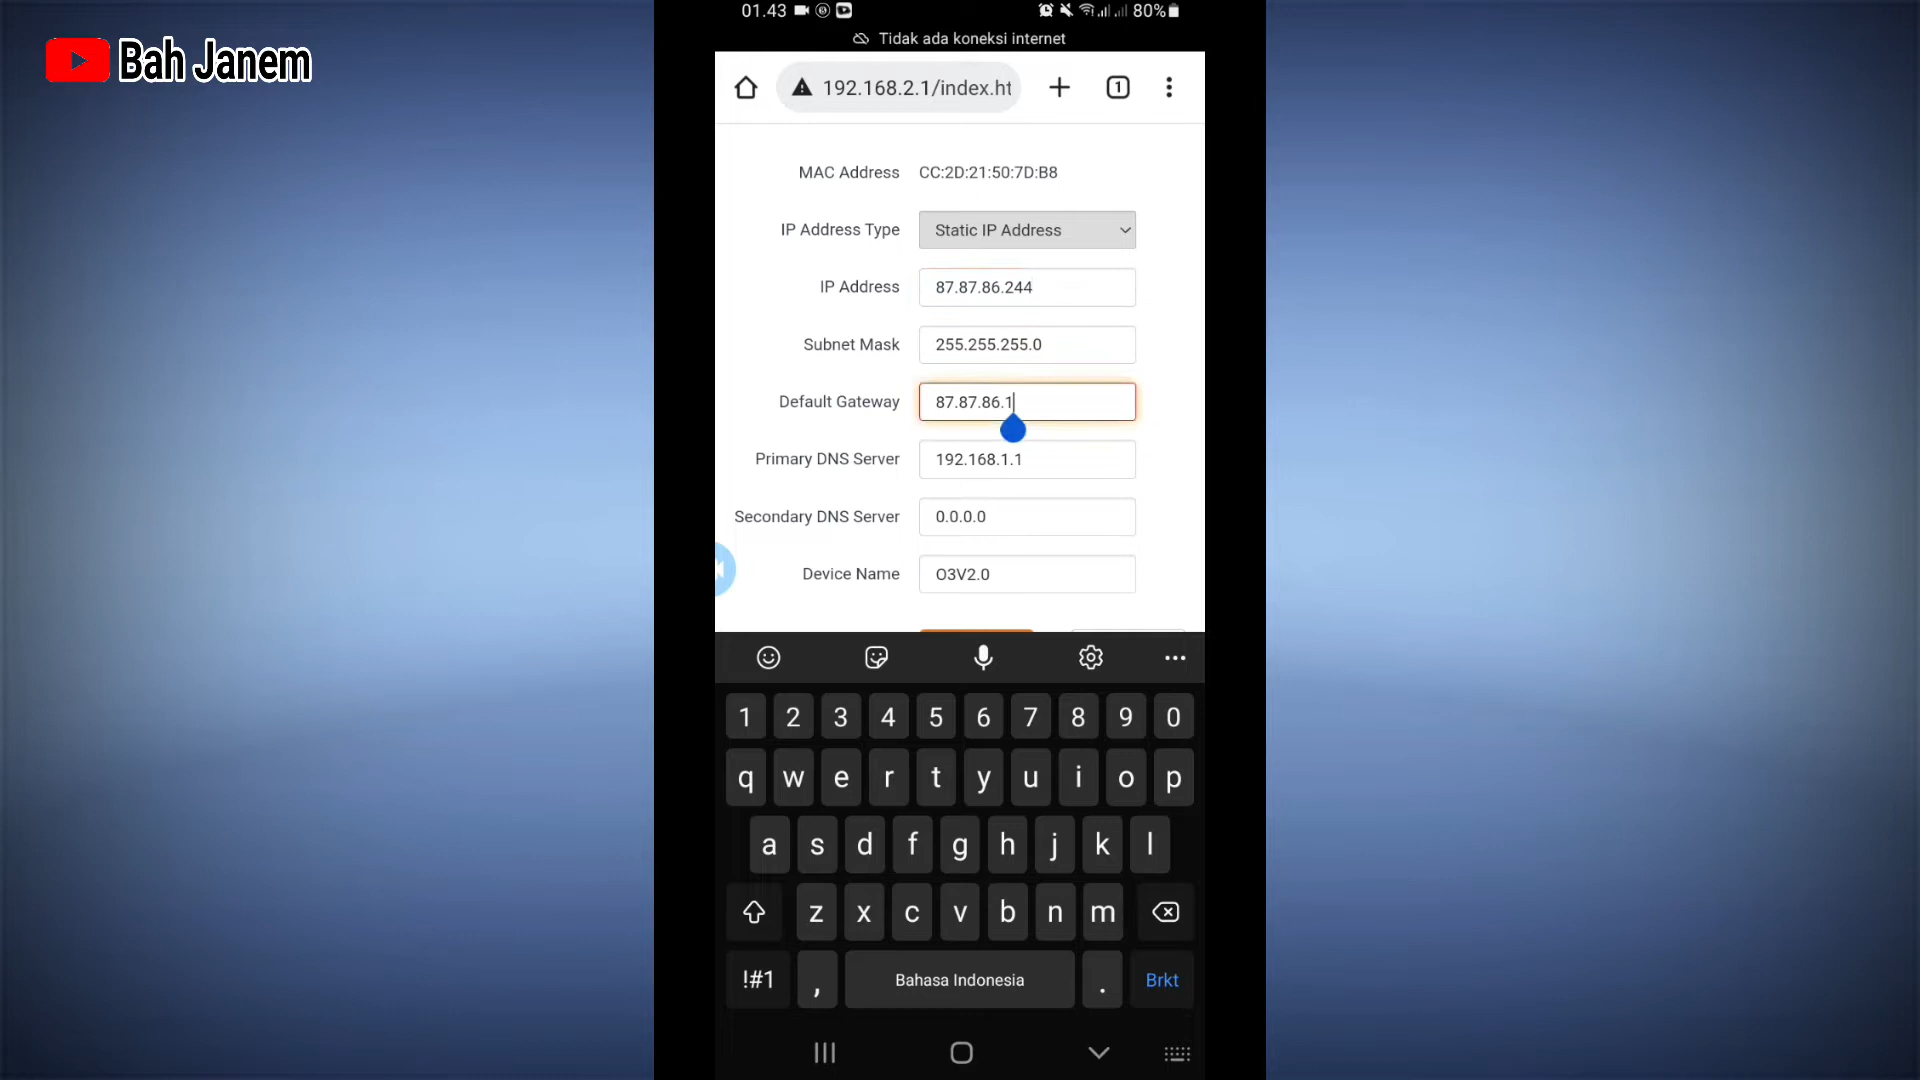 Bah Janem
01.43
80%
Tidak ada koneksi internet
192.168.2.1/index.ht
1
MAC Address CC:2D:21:50:7D:B8
IP Address Type Static IP Address
IP Address 87.87.86.244
Subnet Mask 255.255.255.0
Default Gateway 87.87.86.1
Primary DNS Server 192.168.1.1
Secondary DNS Server 0.0.0.0
Device Name O3V2.0
1 2 3 4 5 6 7 8 9 0
q w e r t y u i o p
a s d f g h j k l
z x c v b n m
!#1 , Bahasa Indonesia . Brkt